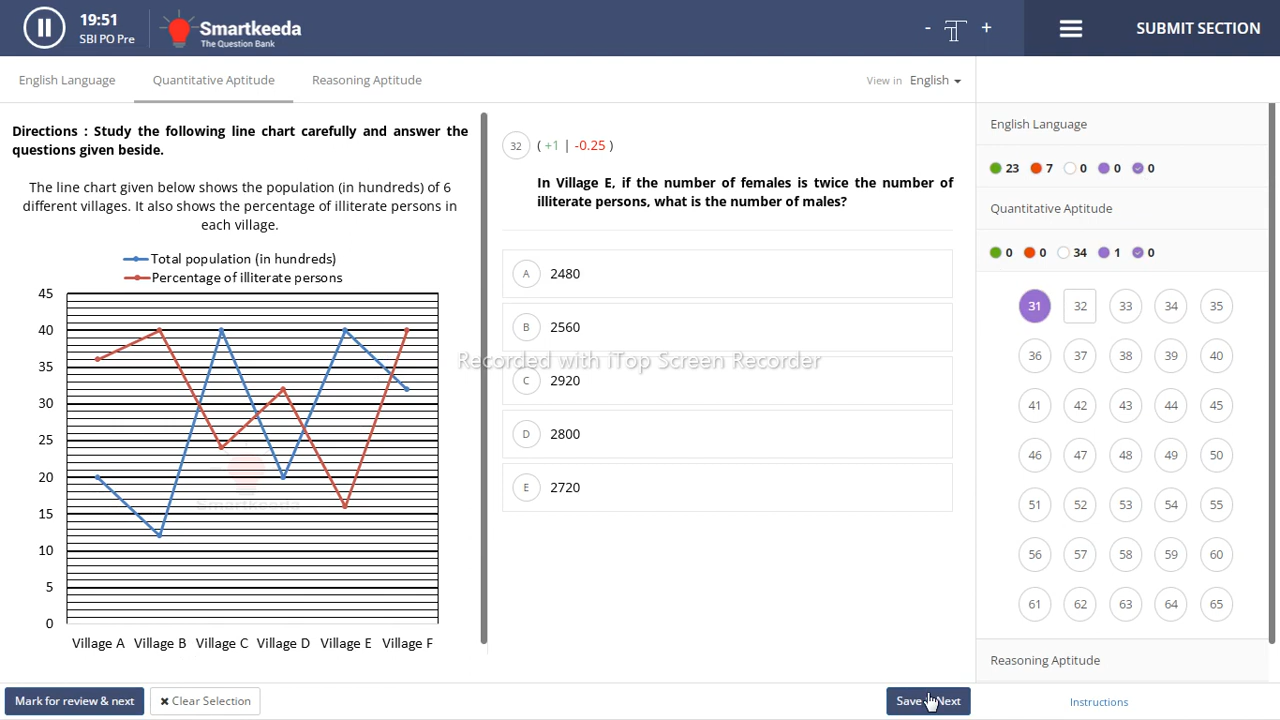 19:51
SBI PO Pre
Smartkeeda
The Question Bank
- T +
SUBMIT SECTION
English Language
Quantitative Aptitude
Reasoning Aptitude
View in English
Directions : Study the following line chart carefully and answer the
questions given beside.
The line chart given below shows the population (in hundreds) of 6
different villages. It also shows the percentage of illiterate persons in
each village.
Total population (in hundreds)
Percentage of illiterate persons
45
40
35
30
25
20
15
10
5
0
Village A Village B Village C Village D Village E Village F
Smartkeeda
32 ( +1 | -0.25 )
In Village E, if the number of females is twice the number of
illiterate persons, what is the number of males?
A 2480
B 2560
C 2920
D 2800
E 2720
Recorded with iTop Screen Recorder
English Language
23 7 0 0 0
Quantitative Aptitude
0 0 34 1 0
31 32 33 34 35
36 37 38 39 40
41 42 43 44 45
46 47 48 49 50
51 52 53 54 55
56 57 58 59 60
61 62 63 64 65
Reasoning Aptitude
Mark for review & next
Clear Selection
Save Next
Instructions